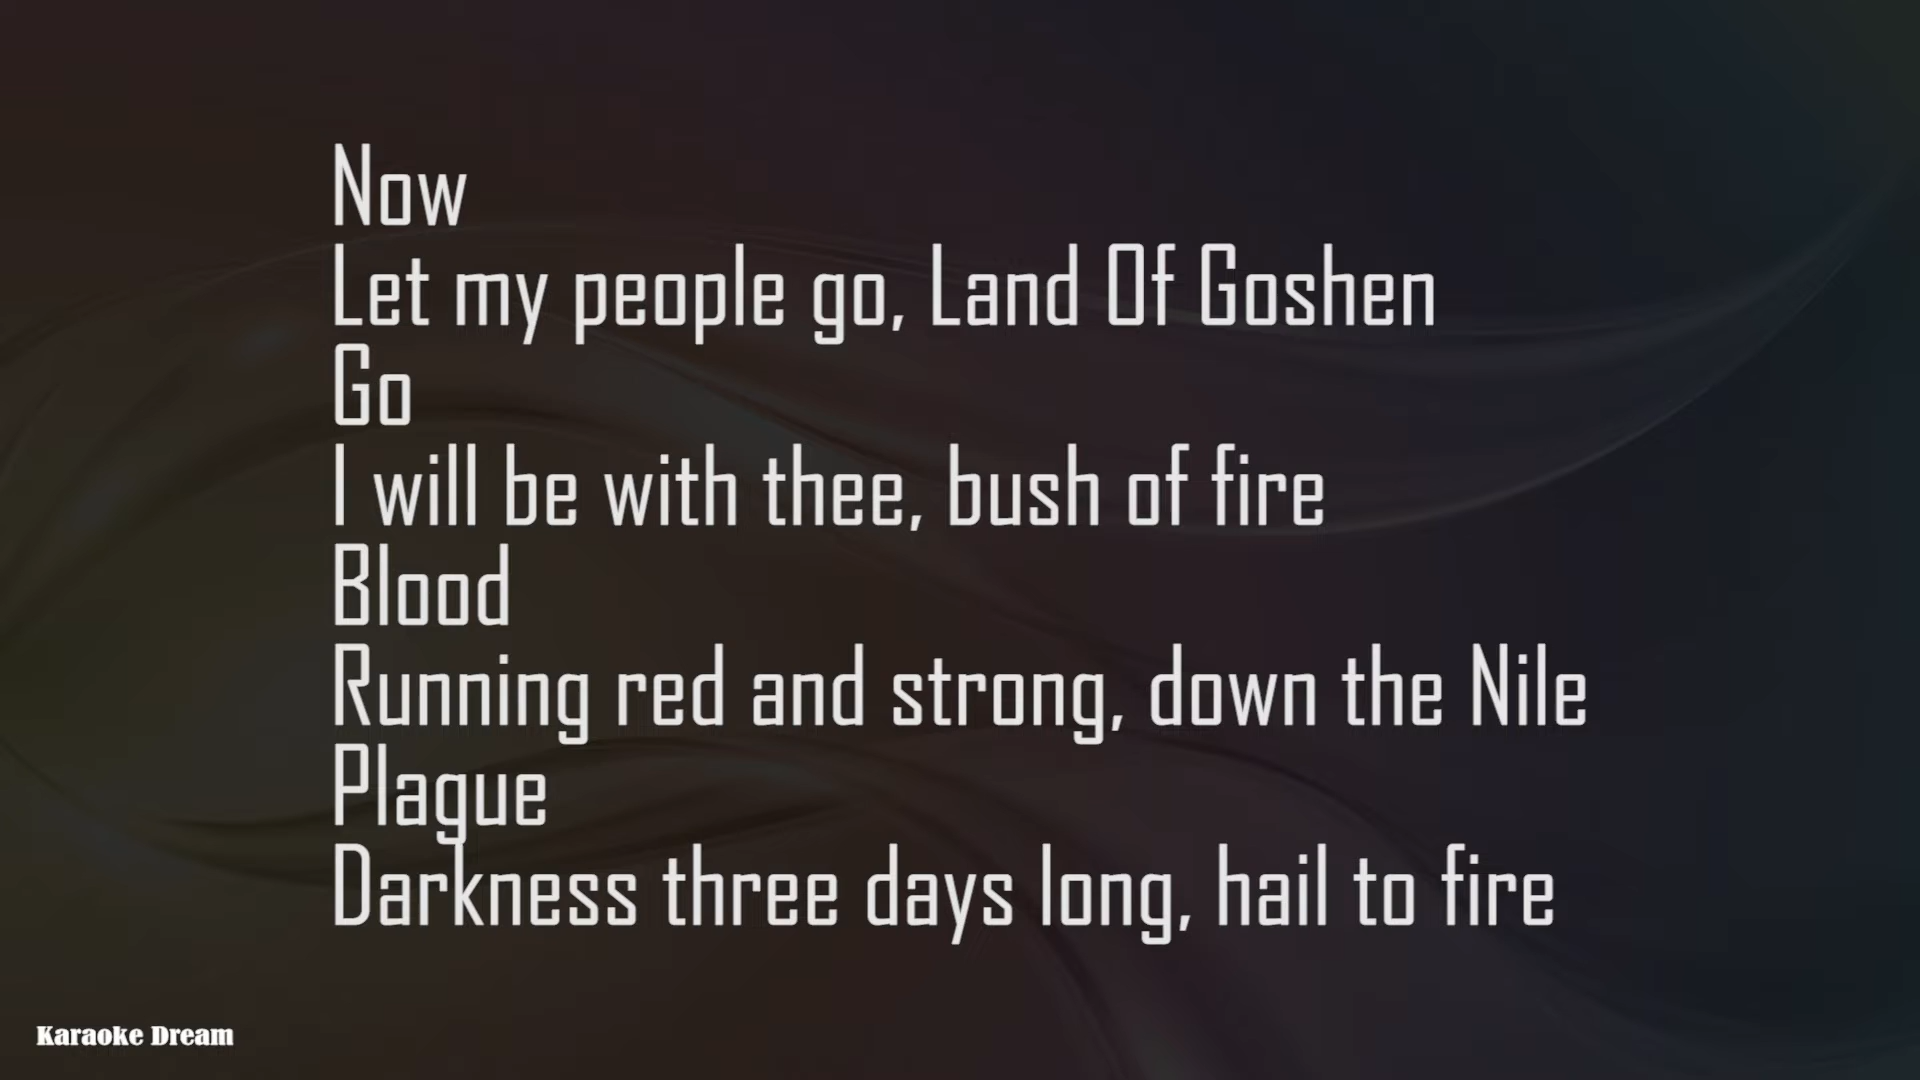 Now
Let my people go, Land Of Goshen
Go
I will be with thee, bush of fire
Blood
Running red and strong, down the Nile
Plague
Darkness three days long, hail to fire
Karaoke Dream